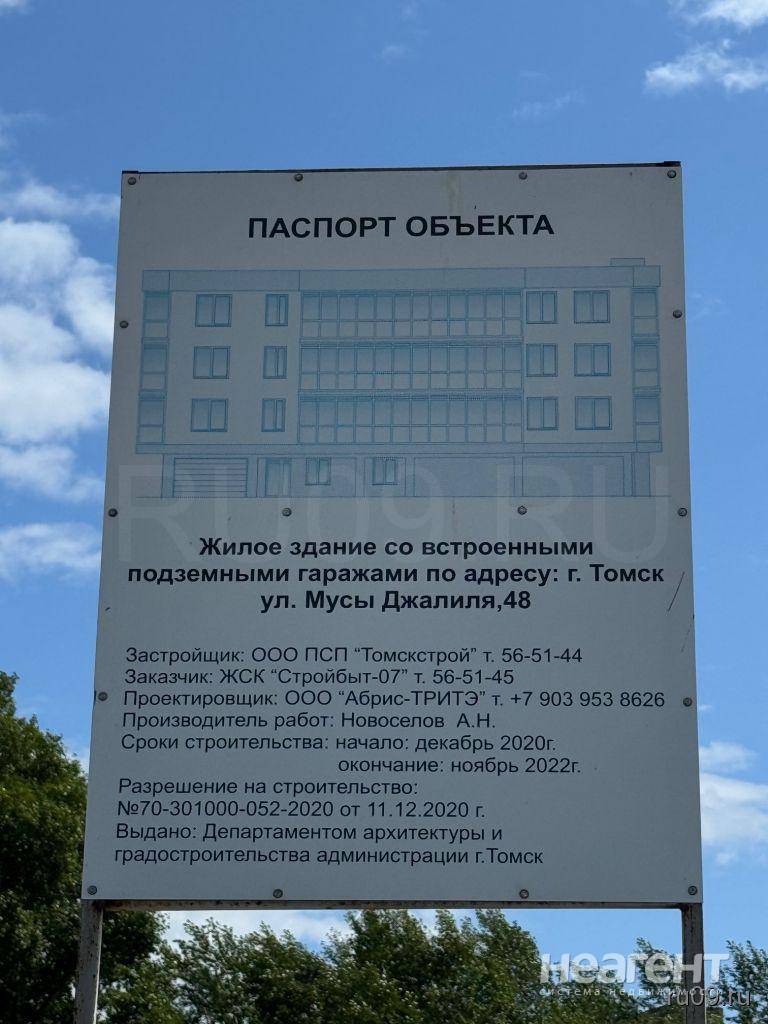 ПАСПОРТ ОБЪЕКТА
RU09.RU
Жилое здание со встроенными
подземными гаражами по адресу: г. Томск
ул. Мусы Джалиля,48
Застройщик: ООО ПСП “Томскстрой” т. 56-51-44
Заказчик: ЖСК “Стройбыт-07” т. 56-51-45
Проектировщик: ООО “Абрис-ТРИТЭ” т. +7 903 953 8626
Производитель работ: Новоселов А.Н.
Сроки строительства: начало: декабрь 2020г.
окончание: ноябрь 2022г.
Разрешение на строительство:
№70-301000-052-2020 от 11.12.2020 г.
Выдано: Департаментом архитектуры и
градостроительства администрации г.Томск
неагент
система недвижимости
ru09.ru